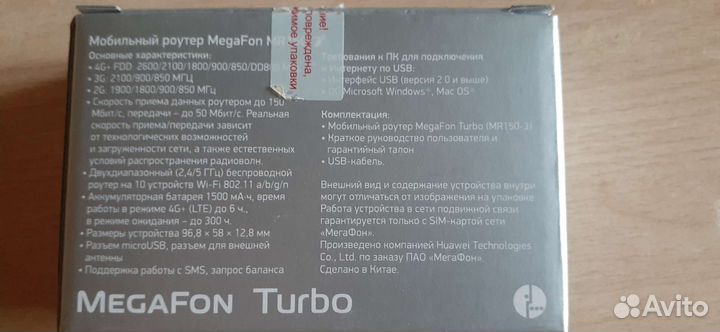 Мобильный роутер MegaFon MR
Основные характеристики:
• 4G+ FDD 2600/2100/1800/900/850/DD800
• 3G: 2100/900/850 МГц
• 2G: 1900/1800/900/850 МГц
• Скорость приема данных роутером до 150
Мбит/с, передачи – до 50 Мбит/с. Реальная
скорость приема/передачи зависит
от технологических возможностей
и загруженности сети, а также естественных
условий распространения радиоволн.
• Двухдиапазонный (2,4/5 ГГц) беспроводной
роутер на 10 устройств Wi-Fi 802.11 a/b/g/n
• Аккумуляторная батарея 1500 мА·ч, время
работы в режиме 4G+ (LTE) до 6 ч.,
в режиме ожидания – до 300 ч.
• Размеры устройства 96,8 × 58 × 12,8 мм
• Разъем microUSB, разъем для внешней
антенны
• Поддержка работы с SMS, запрос баланса
повреждена,
упаковки
Требования к ПК для подключения
к Интернету по USB:
• Интерфейс USB (версия 2.0 и выше)
Microsoft Windows®, Mac OS®
Комплектация:
• Мобильный роутер MegaFon Turbo (MR150-3)
• Краткое руководство пользователя и
гарантийный талон
• USB-кабель.
Внешний вид и содержание устройства внутри
могут отличаться от изображения на упаковке
Работа устройства в сети подвижной связи
гарантируется только с SIM-картой сети
«МегаФон».
Произведено компанией Huawei Technologies
Co., Ltd. по заказу ПАО «МегаФон».
Сделано в Китае.
MEGAFON TURBO
Avito